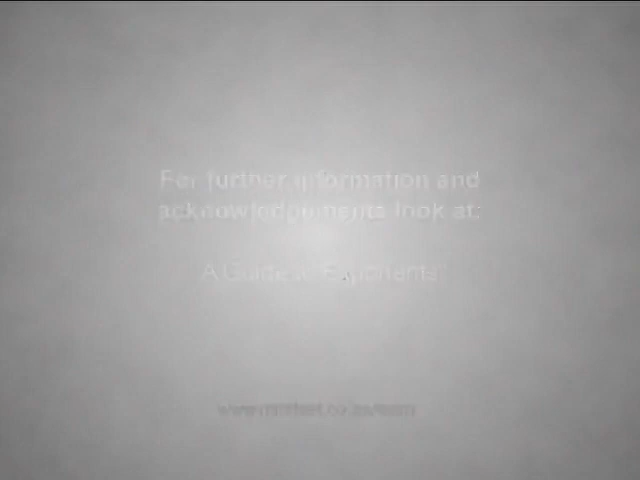 For further information and
acknowledgements look at:
A Guide to Exponents